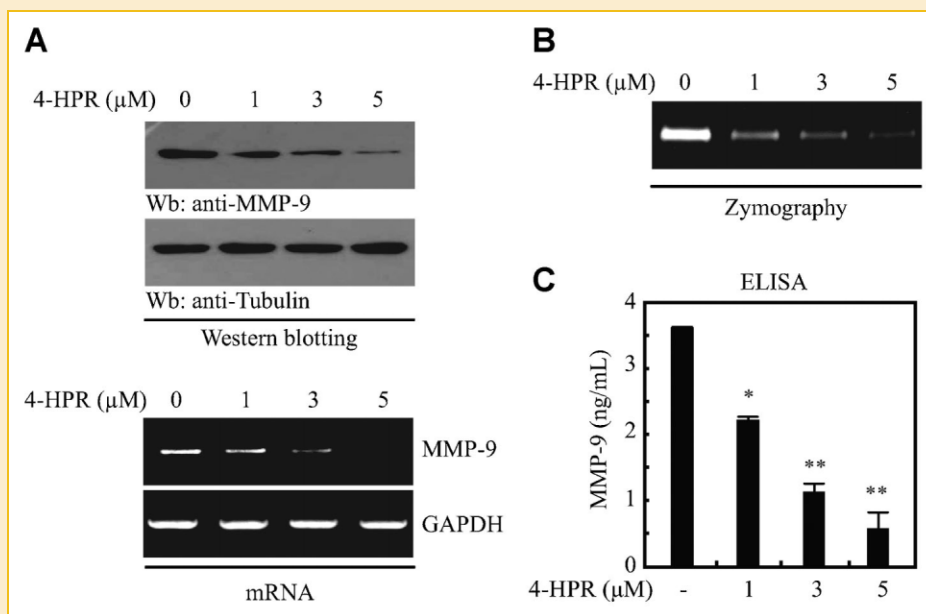 A
4-HPR (µM) 0 1 3 5
Wb: anti-MMP-9
Wb: anti-Tubulin
Western blotting
4-HPR (µM) 0 1 3 5
MMP-9
GAPDH
mRNA
B
4-HPR (µM) 0 1 3 5
Zymography
C
ELISA
MMP-9 (ng/mL)
4
3
2
1
0
*
**
**
4-HPR (µM) - 1 3 5